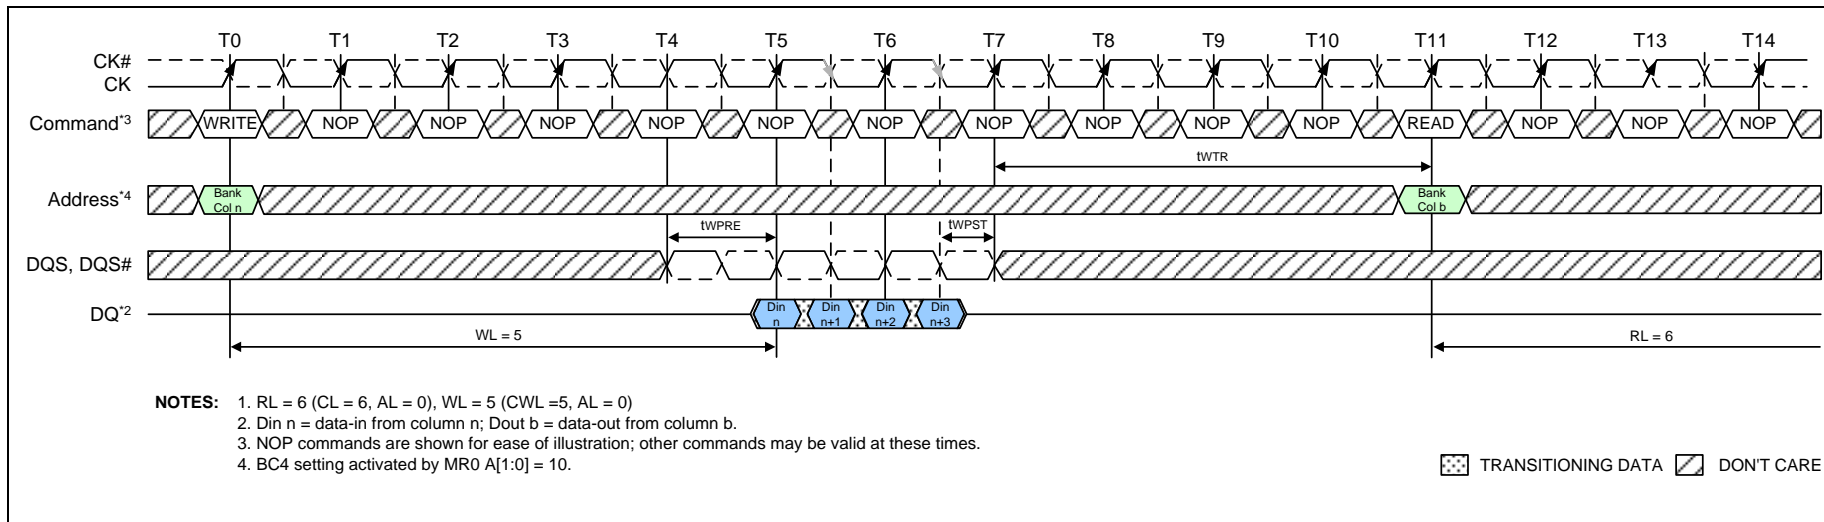 T0 T1 T2 T3 T4 T5 T6 T7 T8 T9 T10 T11 T12 T13 T14
CK#
CK
Command*3 WRITE NOP NOP NOP NOP NOP NOP NOP NOP NOP NOP READ NOP NOP NOP
tWTR
Address*4 Bank Col n Bank Col b
tWPRE tWPST
DQS, DQS#
DQ*2 Din n Din n+1 Din n+2 Din n+3
WL = 5 RL = 6
NOTES: 1. RL = 6 (CL = 6, AL = 0), WL = 5 (CWL =5, AL = 0)
2. Din n = data-in from column n; Dout b = data-out from column b.
3. NOP commands are shown for ease of illustration; other commands may be valid at these times.
4. BC4 setting activated by MR0 A[1:0] = 10.
TRANSITIONING DATA DON'T CARE